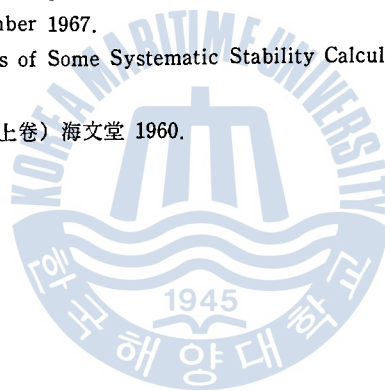 mber 1967.
s of Some Systematic Stability Calcul
上卷) 海文堂 1960.
KOREA MARITIME UNIVERSITY
1945
한국해양대학교